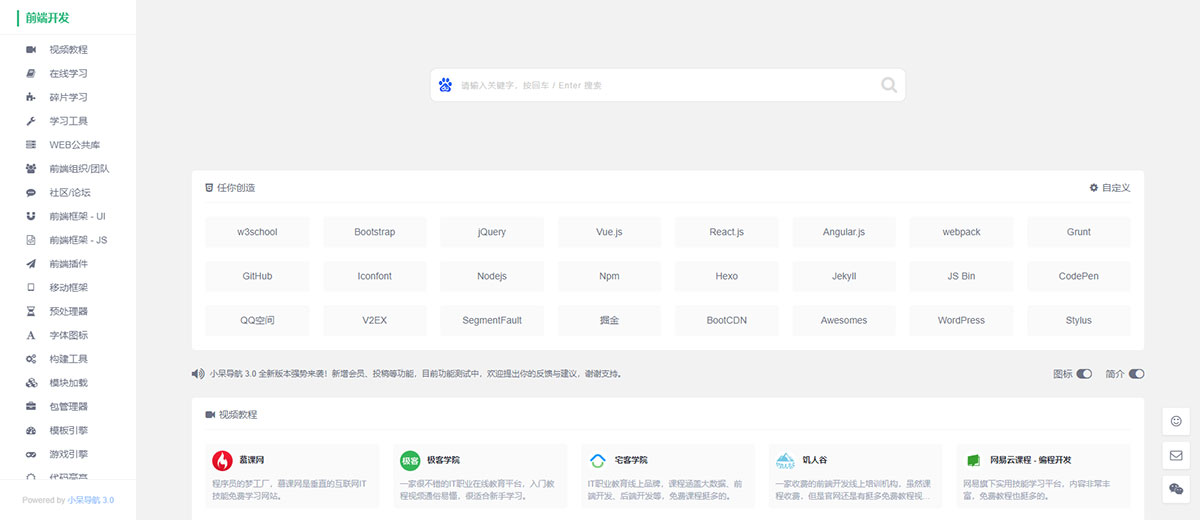 前端开发
视频教程
在线学习
碎片学习
学习工具
WEB公共库
前端组织/团队
社区/论坛
前端框架 - UI
前端框架 - JS
前端插件
移动框架
预处理器
字体图标
构建工具
模块加载
包管理器
模板引擎
游戏引擎
代码高亮
Powered by 小呆导航 3.0
请输入关键字，按回车 / Enter 搜索
任你创造
自定义
w3school Bootstrap jQuery Vue.js React.js Angular.js webpack Grunt
GitHub Iconfont Nodejs Npm Hexo Jekyll JS Bin CodePen
QQ空间 V2EX SegmentFault 掘金 BootCDN Awesomes WordPress Stylus
小呆导航 3.0 全新版本强势来袭！新增会员、投稿等功能，目前功能测试中，欢迎提出你的反馈与建议，谢谢支持。
图标 简介
视频教程
慕课网
程序员的梦工厂，慕课网是垂直的互联网IT
技能免费学习网站。
极客
极客学院
一家很不错的IT职业在线教育平台，入门教
程视频通俗易懂，很适合新手学习。
宅客学院
IT职业教育线上品牌，课程涵盖大数据、前
端开发、后端开发等，免费课程挺多的。
饥人谷
一家收费的前端开发线上培训机构，虽然课
程收费，但是官网还是有挺多免费教程视...
网易云课程 - 编程开发
网易旗下实用技能学习平台，内容非常丰
富，免费教程也挺多的。